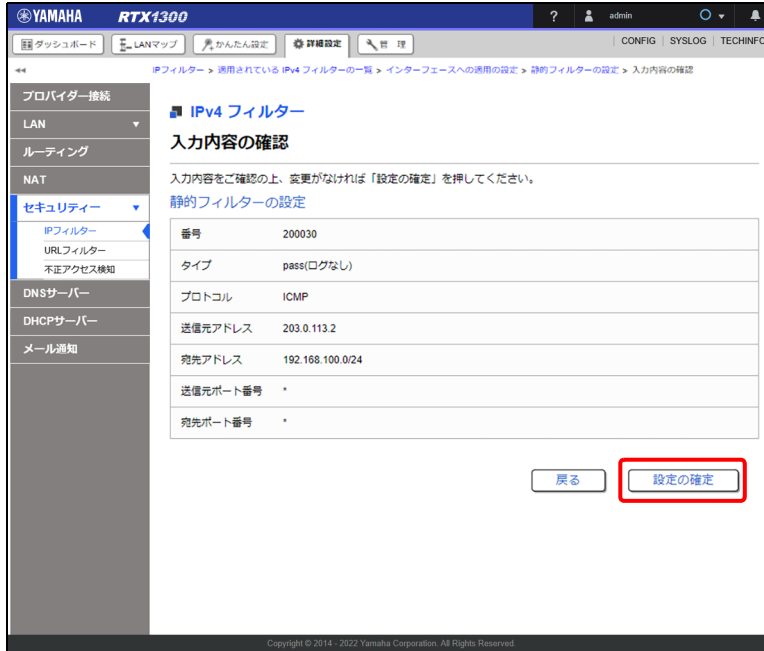 YAMAHA RTX1300 ? admin
ダッシュボード LANマップ かんたん設定 詳細設定 管 理 CONFIG | SYSLOG | TECHINFO
IPフィルター > 適用されている IPv4 フィルターの一覧 > インターフェースへの適用の設定 > 静的フィルターの設定 > 入力内容の確認
プロバイダー接続
LAN
ルーティング
NAT
セキュリティー
IPフィルター
URLフィルター
不正アクセス検知
DNSサーバー
DHCPサーバー
メール通知
IPv4 フィルター
入力内容の確認
入力内容をご確認の上、変更がなければ「設定の確定」を押してください。
静的フィルターの設定
番号 200030
タイプ pass(ログなし)
プロトコル ICMP
送信元アドレス 203.0.113.2
宛先アドレス 192.168.100.0/24
送信元ポート番号 *
宛先ポート番号 *
戻る 設定の確定
Copyright © 2014 - 2022 Yamaha Corporation. All Rights Reserved.